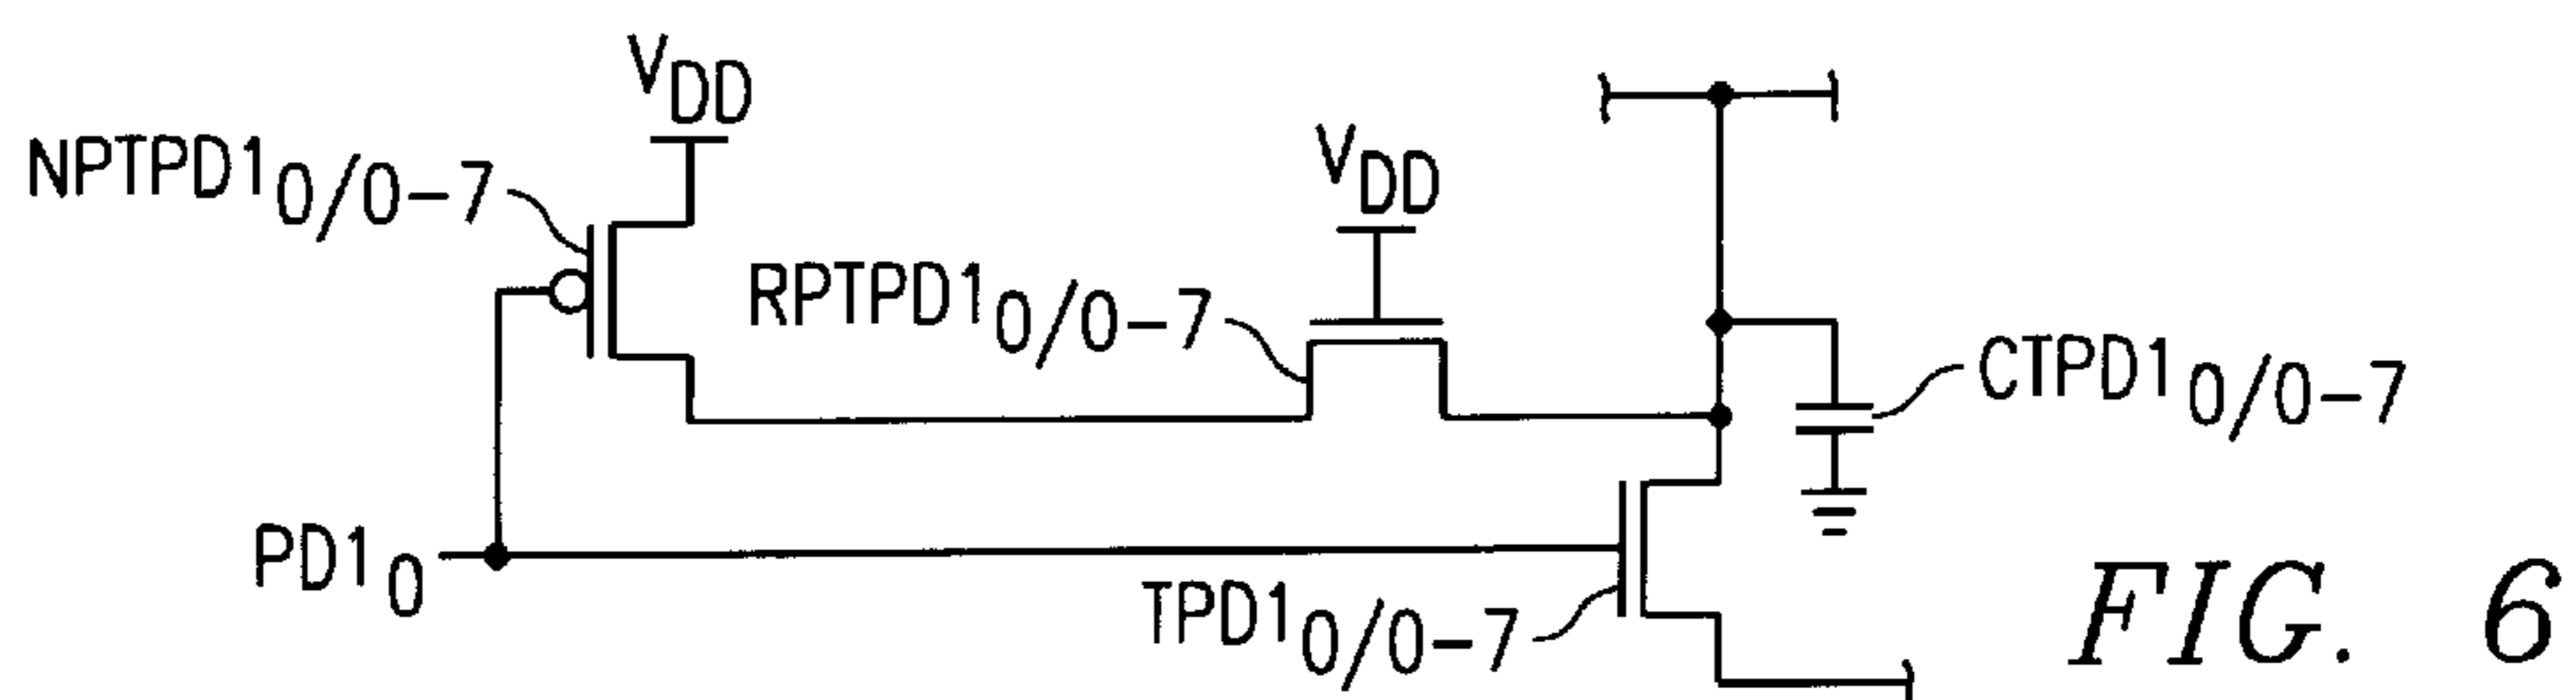 VDD
NPTPD10/0-7
VDD
RPTPD10/0-7
CTPD10/0-7
PD10
TPD10/0-7
FIG. 6